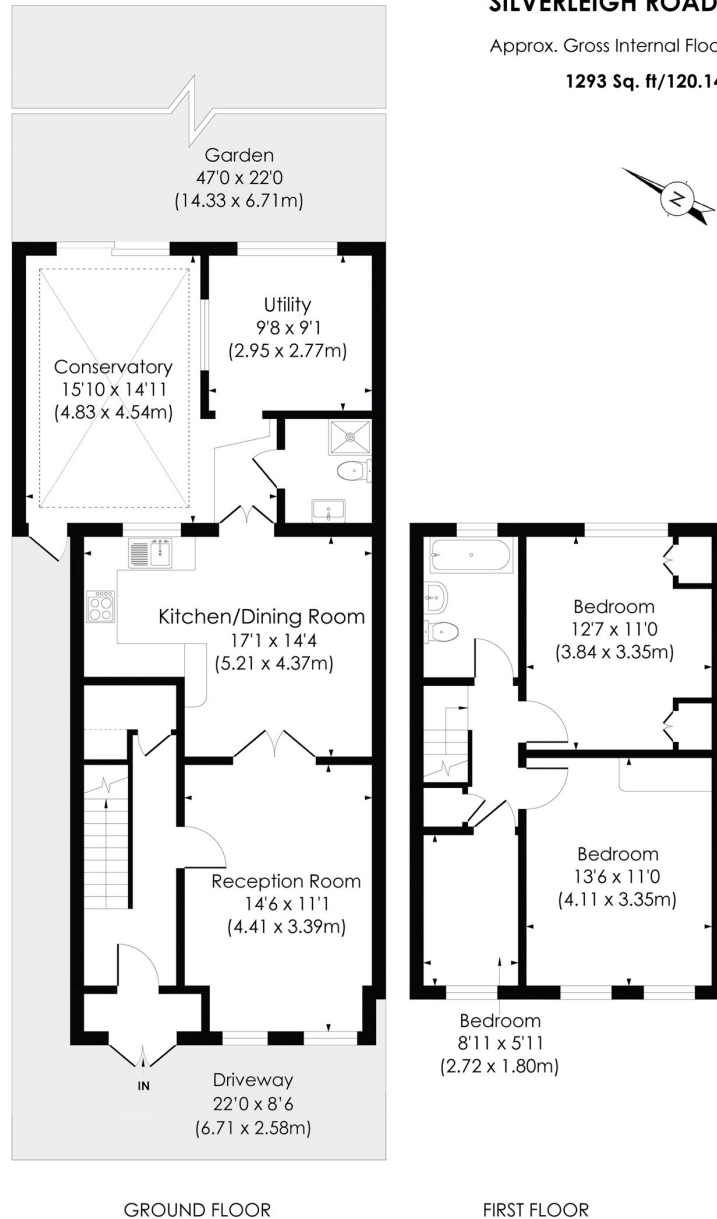 SILVERLEIGH ROAD
Approx. Gross Internal Floo
1293 Sq. ft/120.14
N
Garden
47'0 x 22'0
(14.33 x 6.71m)
Utility
9'8 x 9'1
(2.95 x 2.77m)
Conservatory
15'10 x 14'11
(4.83 x 4.54m)
Kitchen/Dining Room
17'1 x 14'4
(5.21 x 4.37m)
Reception Room
14'6 x 11'1
(4.41 x 3.39m)
IN
Driveway
22'0 x 8'6
(6.71 x 2.58m)
Bedroom
12'7 x 11'0
(3.84 x 3.35m)
Bedroom
13'6 x 11'0
(4.11 x 3.35m)
Bedroom
8'11 x 5'11
(2.72 x 1.80m)
GROUND FLOOR
FIRST FLOOR